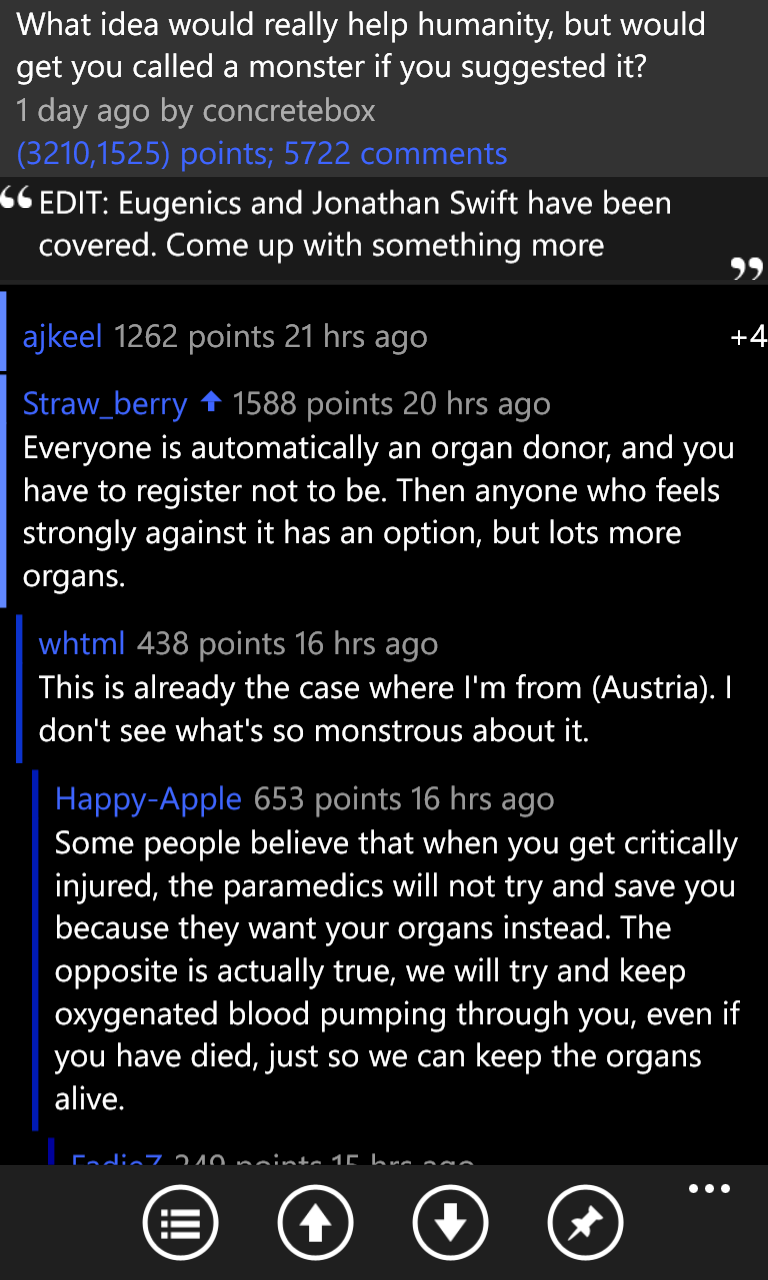 What idea would really help humanity, but would
get you called a monster if you suggested it?
1 day ago by concretebox
(3210,1525) points; 5722 comments
“ EDIT: Eugenics and Jonathan Swift have been
covered. Come up with something more ”
ajkeel 1262 points 21 hrs ago +4
Straw_berry 1588 points 20 hrs ago
Everyone is automatically an organ donor, and you
have to register not to be. Then anyone who feels
strongly against it has an option, but lots more
organs.
whtml 438 points 16 hrs ago
This is already the case where I'm from (Austria). I
don't see what's so monstrous about it.
Happy-Apple 653 points 16 hrs ago
Some people believe that when you get critically
injured, the paramedics will not try and save you
because they want your organs instead. The
opposite is actually true, we will try and keep
oxygenated blood pumping through you, even if
you have died, just so we can keep the organs
alive.
249 points 15 hrs ago